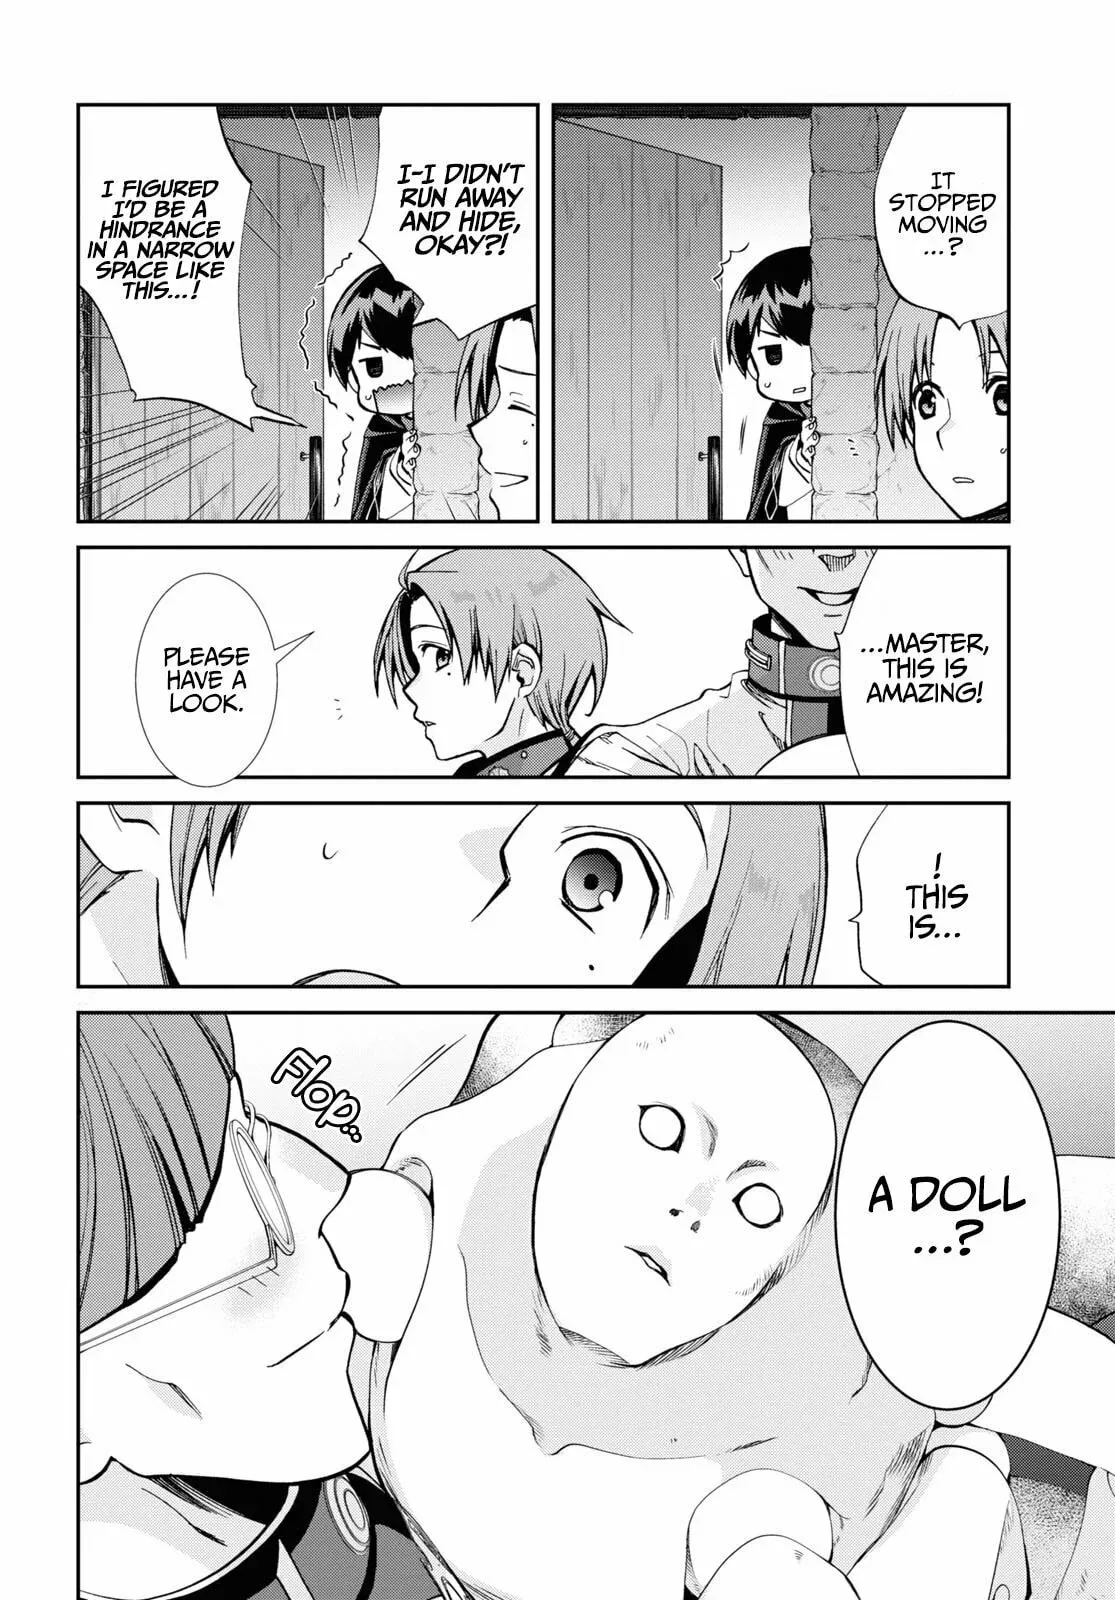 IT
STOPPED
MOVING
...?
I-I DIDN'T
RUN AWAY
AND HIDE,
OKAY?!
I FIGURED
I'D BE A
HINDRANCE
IN A NARROW
SPACE LIKE
THIS...!
...MASTER,
THIS IS
AMAZING!
PLEASE
HAVE A
LOOK.
!
THIS
IS...
Flop...
A DOLL
...?